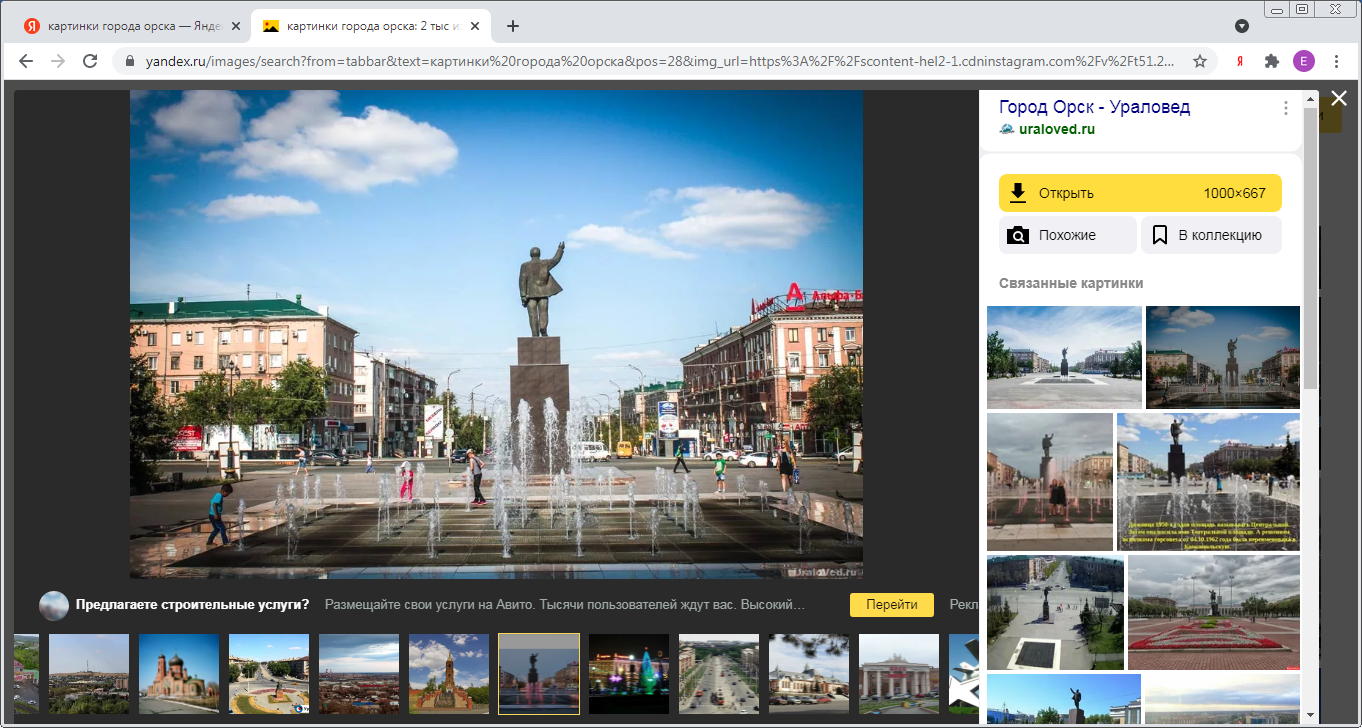 картинки города орска — Янде
картинки города орска: 2 тыс и
yandex.ru/images/search?from=tabbar&text=картинки%20города%20орска&pos=28&img_url=https%3A%2F%2Fscontent-hel2-1.cdninstagram.com%2Fv%2Ft51.2...
Я
E
Город Орск - Ураловед
uraloved.ru
Открыть 1000×667
Похожие
В коллекцию
Связанные картинки
А Альфа-Б
UraloVed.ru
Предлагаете строительные услуги? Размещайте свои услуги на Авито. Тысячи пользователей ждут вас. Высокий…
Перейти
Рекл